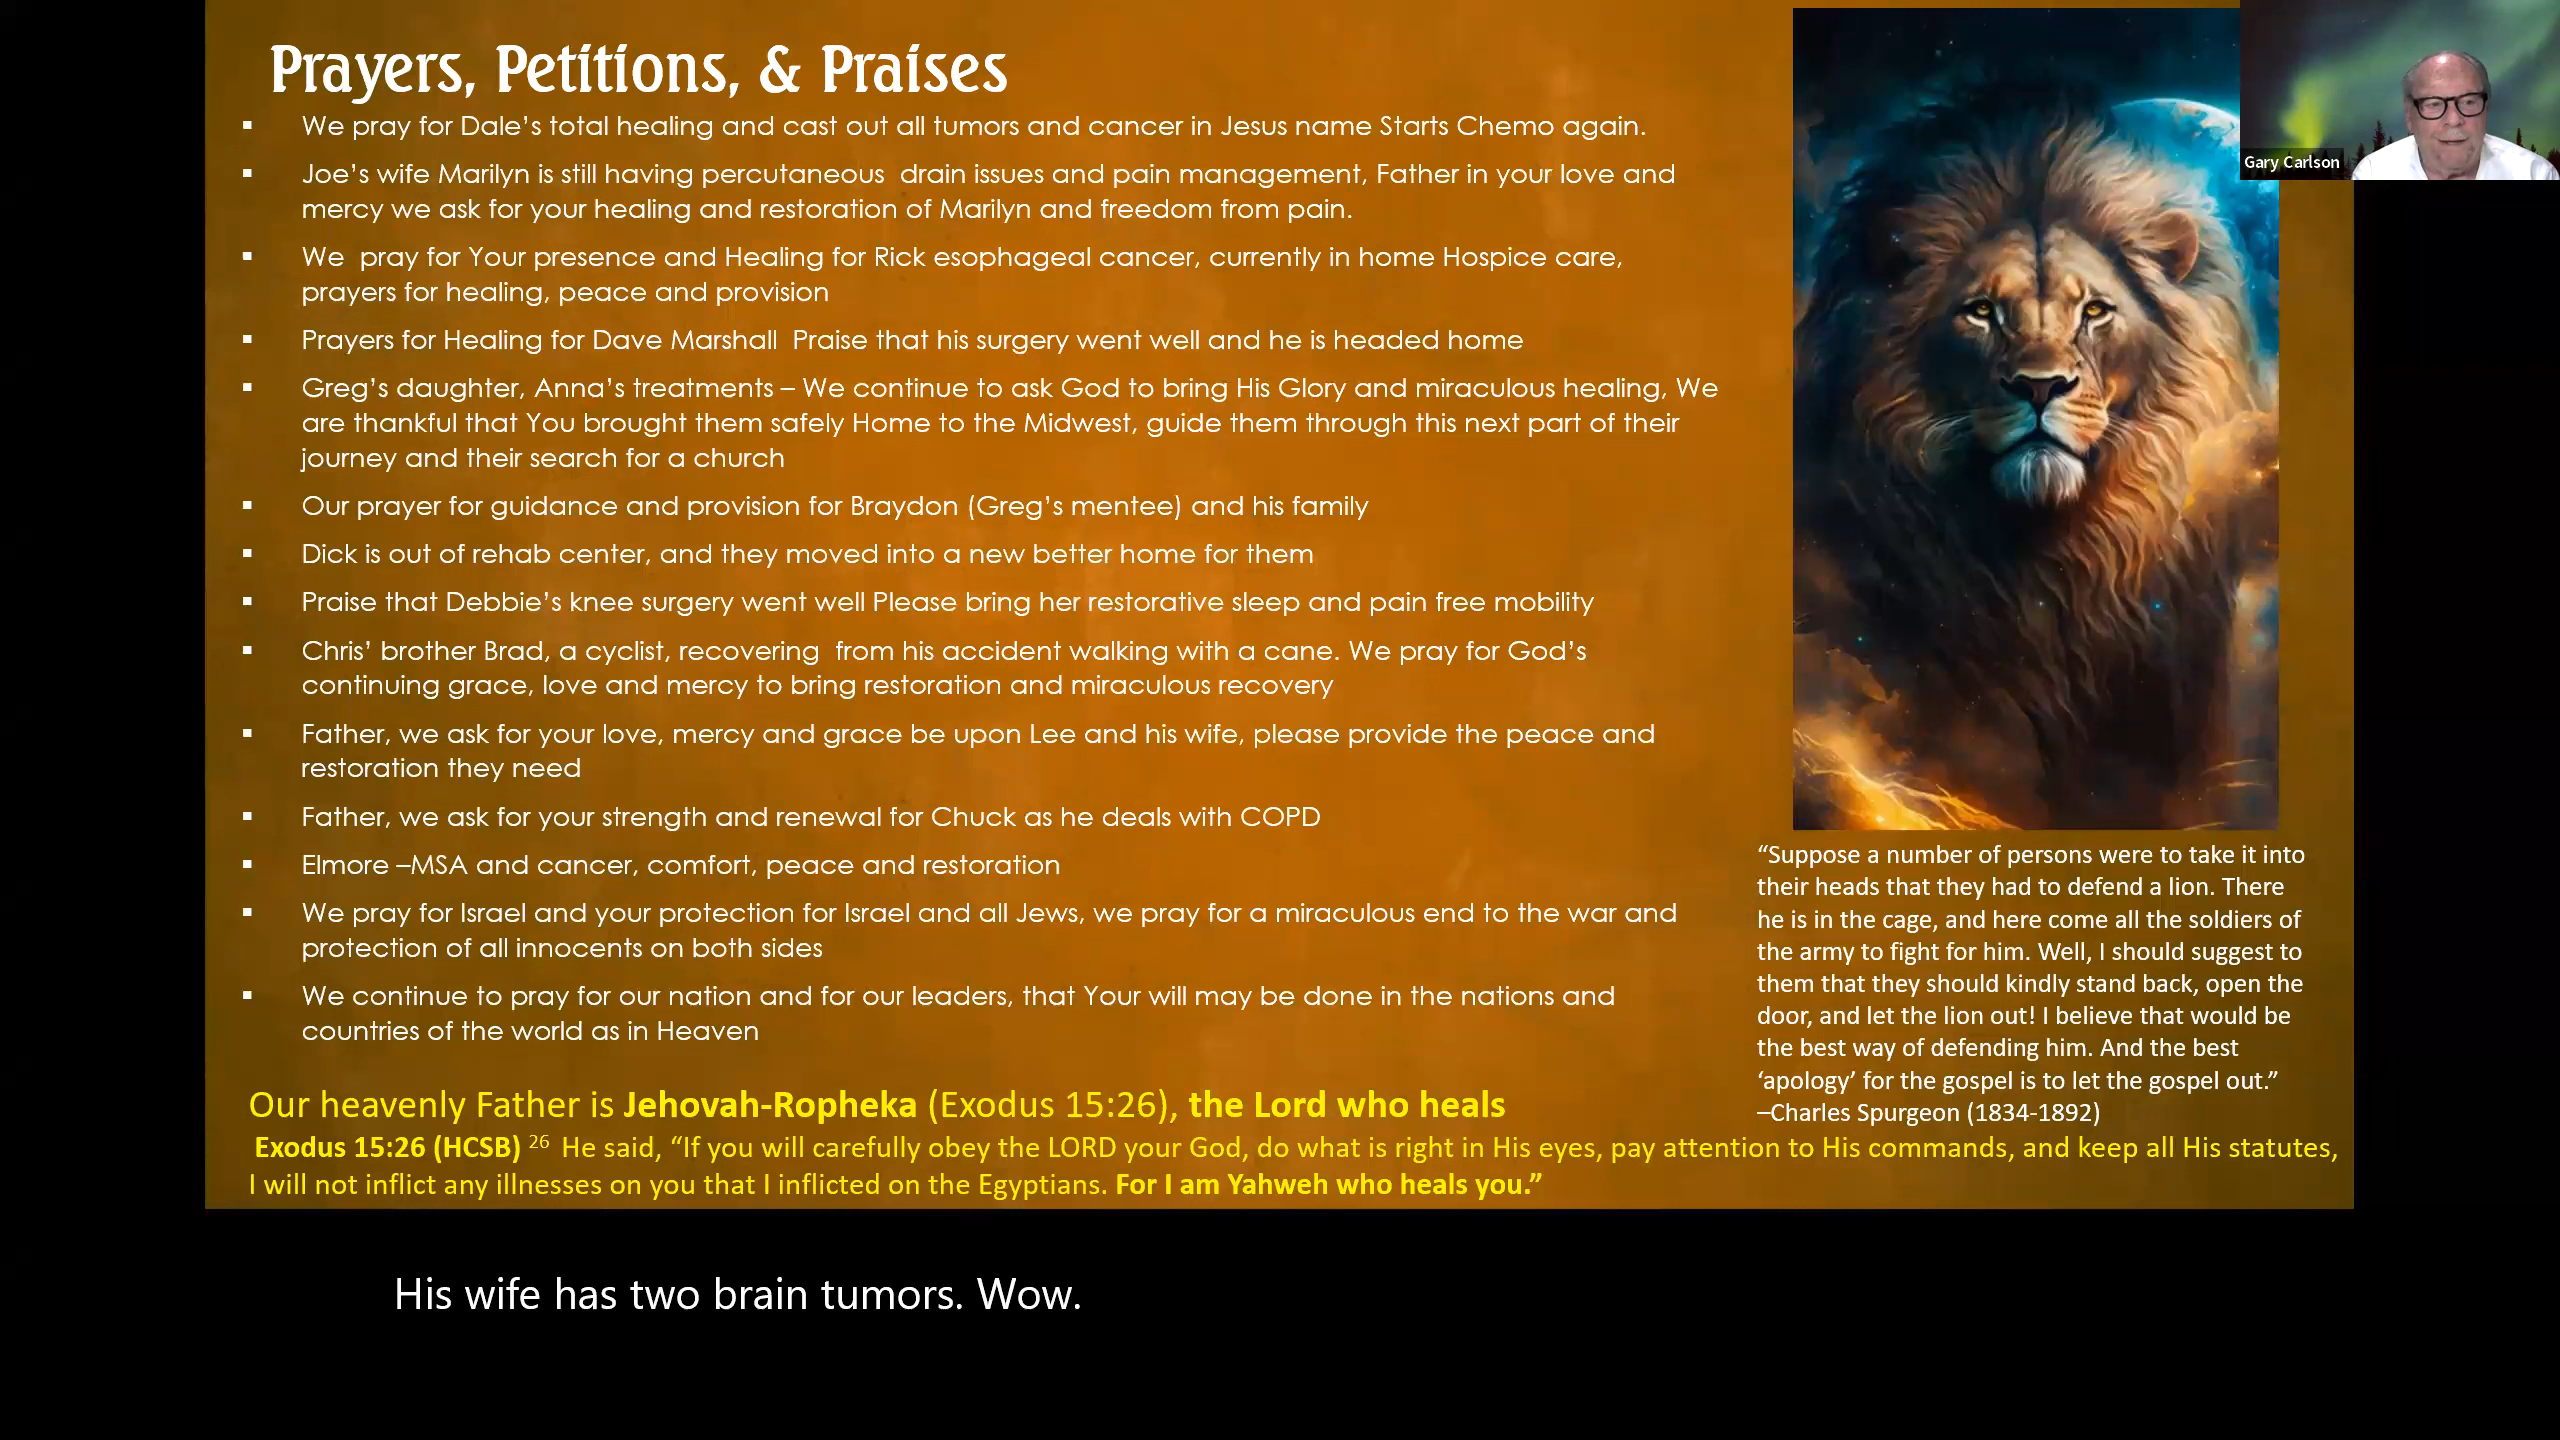 Prayers, Petitions, & Praises
▪ We pray for Dale’s total healing and cast out all tumors and cancer in Jesus name Starts Chemo again.
▪ Joe’s wife Marilyn is still having percutaneous  drain issues and pain management, Father in your love and
mercy we ask for your healing and restoration of Marilyn and freedom from pain.
▪ We  pray for Your presence and Healing for Rick esophageal cancer, currently in home Hospice care,
prayers for healing, peace and provision
▪ Prayers for Healing for Dave Marshall  Praise that his surgery went well and he is headed home
▪ Greg’s daughter, Anna’s treatments – We continue to ask God to bring His Glory and miraculous healing, We
are thankful that You brought them safely Home to the Midwest, guide them through this next part of their
journey and their search for a church
▪ Our prayer for guidance and provision for Braydon (Greg’s mentee) and his family
▪ Dick is out of rehab center, and they moved into a new better home for them
▪ Praise that Debbie’s knee surgery went well Please bring her restorative sleep and pain free mobility
▪ Chris’ brother Brad, a cyclist, recovering  from his accident walking with a cane. We pray for God’s
continuing grace, love and mercy to bring restoration and miraculous recovery
▪ Father, we ask for your love, mercy and grace be upon Lee and his wife, please provide the peace and
restoration they need
▪ Father, we ask for your strength and renewal for Chuck as he deals with COPD
▪ Elmore –MSA and cancer, comfort, peace and restoration
▪ We pray for Israel and your protection for Israel and all Jews, we pray for a miraculous end to the war and
protection of all innocents on both sides
▪ We continue to pray for our nation and for our leaders, that Your will may be done in the nations and
countries of the world as in Heaven
Gary Carlson
“Suppose a number of persons were to take it into
their heads that they had to defend a lion. There
he is in the cage, and here come all the soldiers of
the army to fight for him. Well, I should suggest to
them that they should kindly stand back, open the
door, and let the lion out! I believe that would be
the best way of defending him. And the best
‘apology’ for the gospel is to let the gospel out.”
–Charles Spurgeon (1834-1892)
Our heavenly Father is Jehovah-Ropheka (Exodus 15:26), the Lord who heals
Exodus 15:26 (HCSB) 26 He said, “If you will carefully obey the LORD your God, do what is right in His eyes, pay attention to His commands, and keep all His statutes,
I will not inflict any illnesses on you that I inflicted on the Egyptians. For I am Yahweh who heals you.”
His wife has two brain tumors. Wow.